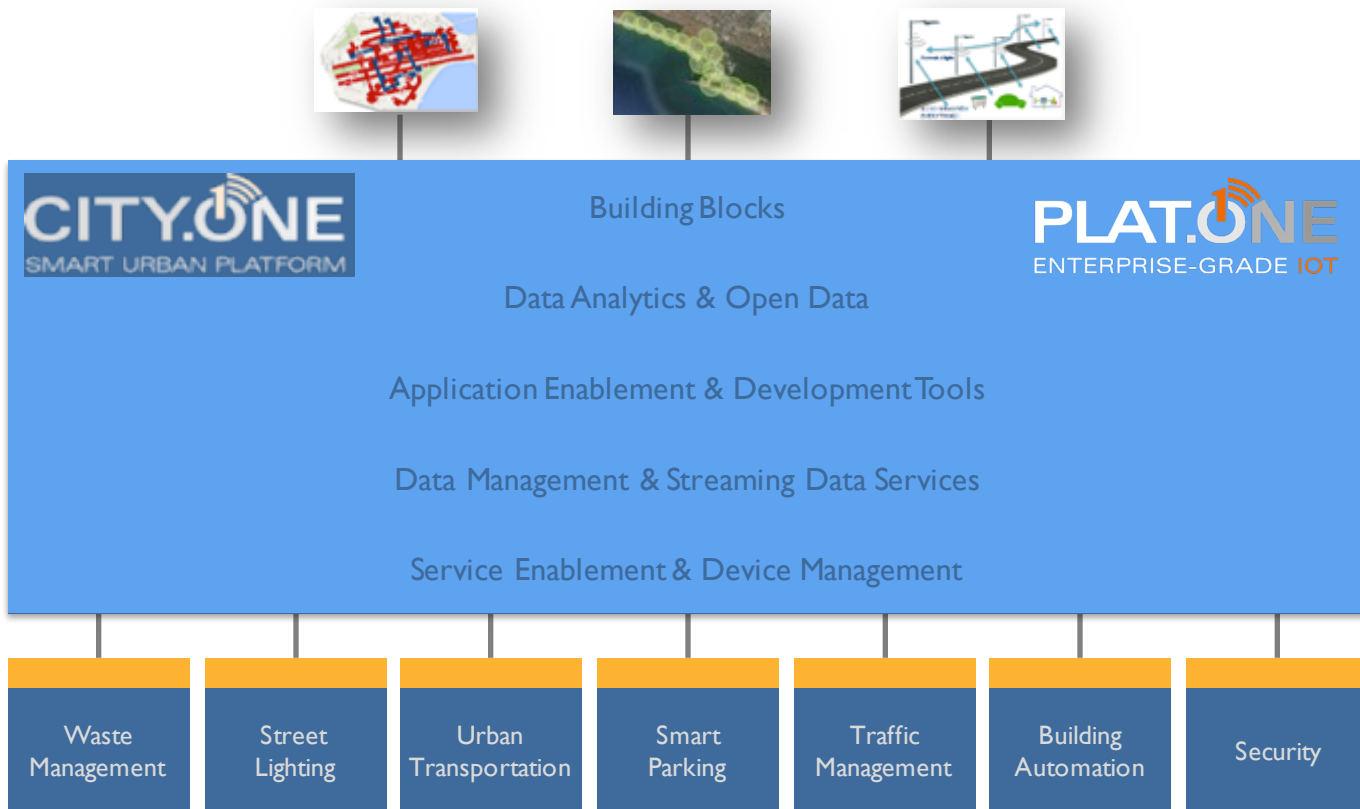 CITY.ONE
SMART URBAN PLATFORM
PLAT.ONE
ENTERPRISE-GRADE IOT
Building Blocks
Data Analytics & Open Data
Application Enablement & Development Tools
Data Management & Streaming Data Services
Service Enablement & Device Management
Waste
Management
Street
Lighting
Urban
Transportation
Smart
Parking
Traffic
Management
Building
Automation
Security